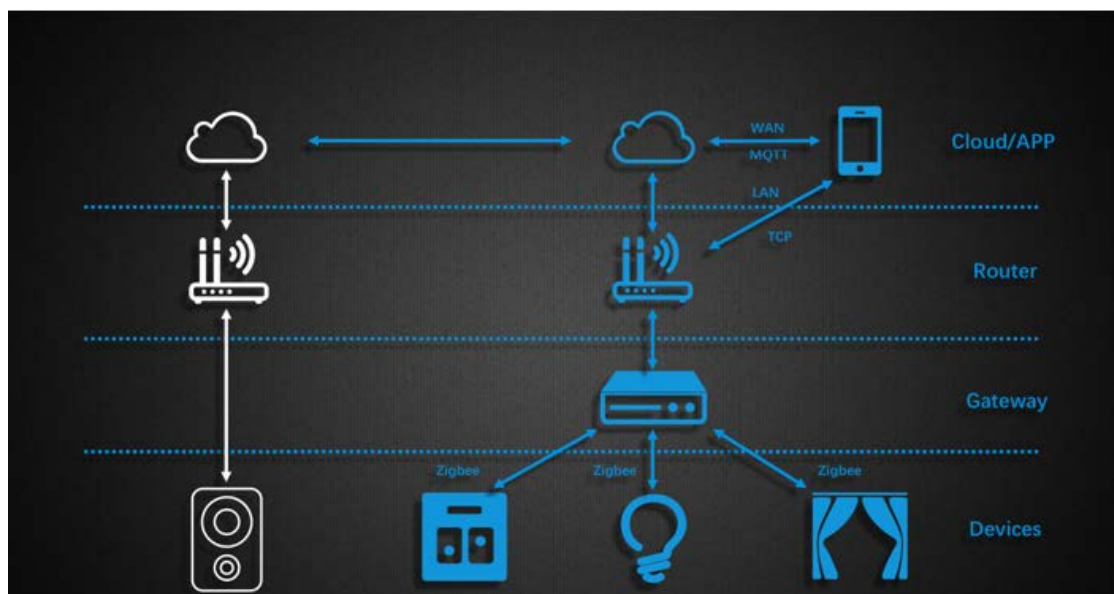 WAN
Cloud/APP
MQTT
LAN
TCP
Router
Gateway
Zigbee
Zigbee
Zigbee
Devices